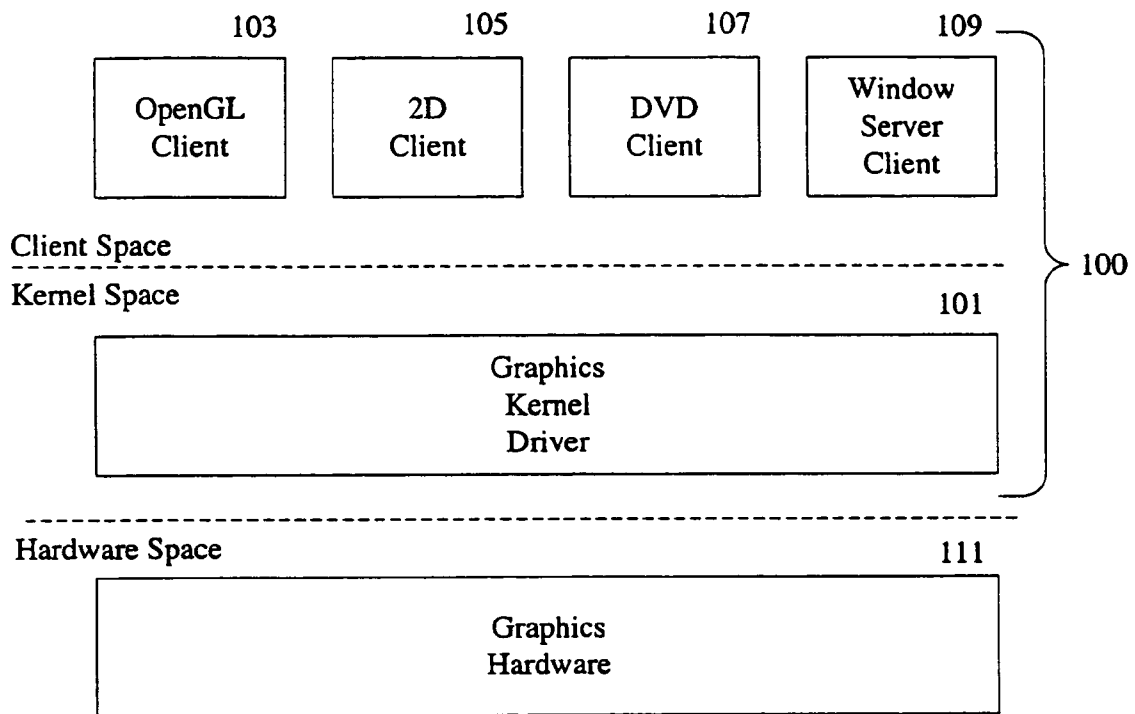 103
105
107
109
OpenGL
Client
2D
Client
DVD
Client
Window
Server
Client
Client Space
100
Kernel Space
101
Graphics
Kernel
Driver
Hardware Space
111
Graphics
Hardware